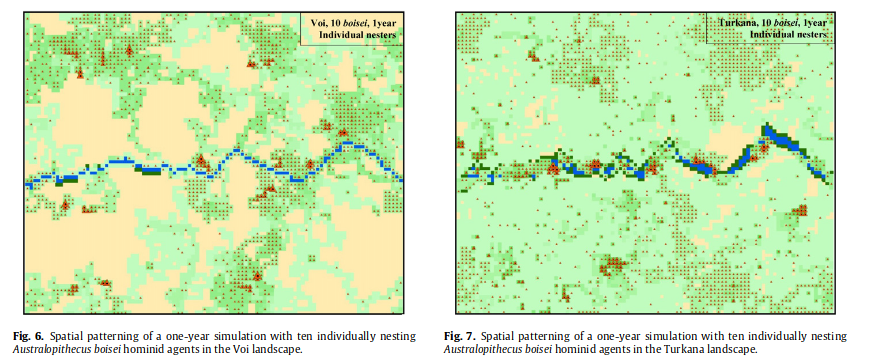 Voi, 10 boisei, 1year
Individual nesters
Turkana, 10 boisei, 1year
Individual nesters
Fig. 6. Spatial patterning of a one-year simulation with ten individually nesting
Australopithecus boisei hominid agents in the Voi landscape.
Fig. 7. Spatial patterning of a one-year simulation with ten individually nesting
Australopithecus boisei hominid agents in the Turkana landscape.